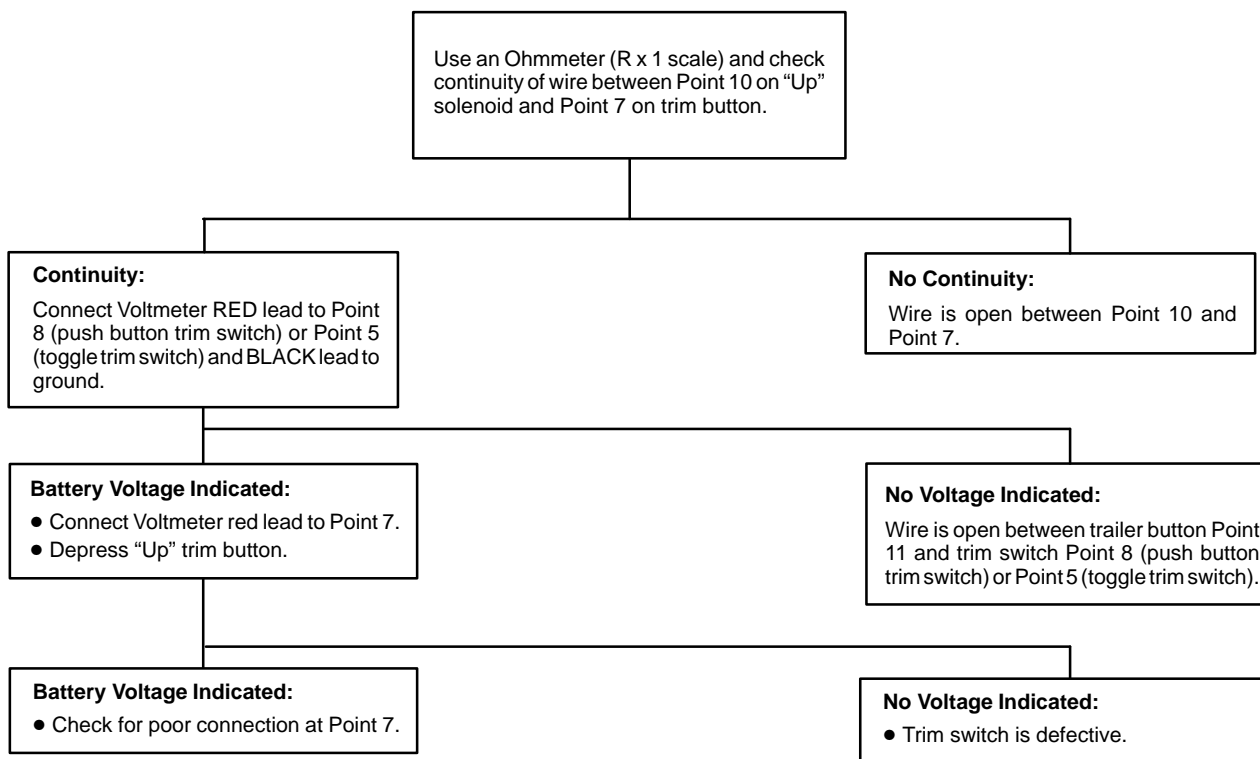 Use an Ohmmeter (R x 1 scale) and check
continuity of wire between Point 10 on “Up”
solenoid and Point 7 on trim button.
Continuity:
Connect Voltmeter RED lead to Point
8 (push button trim switch) or Point 5
(toggle trim switch) and BLACK lead to
ground.
No Continuity:
Wire is open between Point 10 and
Point 7.
Battery Voltage Indicated:
● Connect Voltmeter red lead to Point 7.
● Depress “Up” trim button.
No Voltage Indicated:
Wire is open between trailer button Point
11 and trim switch Point 8 (push button
trim switch) or Point 5 (toggle trim switch).
Battery Voltage Indicated:
● Check for poor connection at Point 7.
No Voltage Indicated:
● Trim switch is defective.